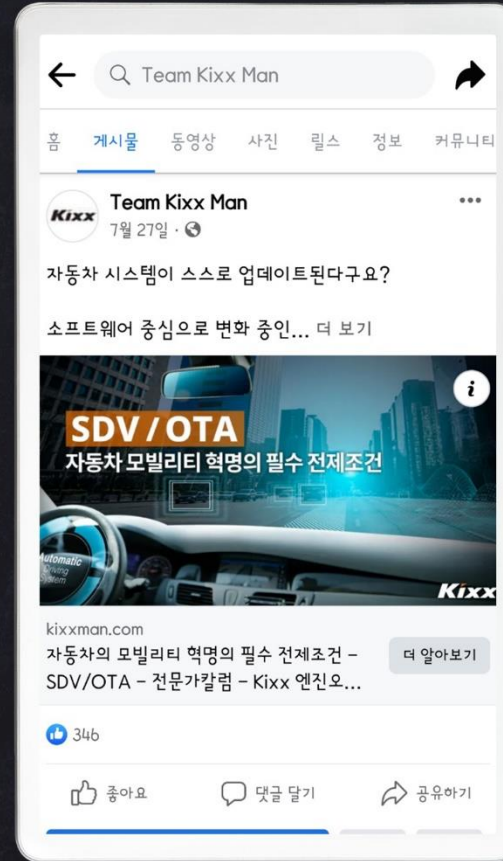 Team Kixx Man
홈 게시물 동영상 사진 릴스 정보 커뮤니티
Kixx
Team Kixx Man
7월 27일 ·
자동차 시스템이 스스로 업데이트된다구요?
소프트웨어 중심으로 변화 중인... 더 보기
SDV / OTA
자동차 모빌리티 혁명의 필수 전제조건
Automatic
Driving
System
Kixx
kixxman.com
자동차의 모빌리티 혁명의 필수 전제조건 –
SDV/OTA – 전문가칼럼 – Kixx 엔진오...
더 알아보기
346
좋아요 댓글 달기 공유하기